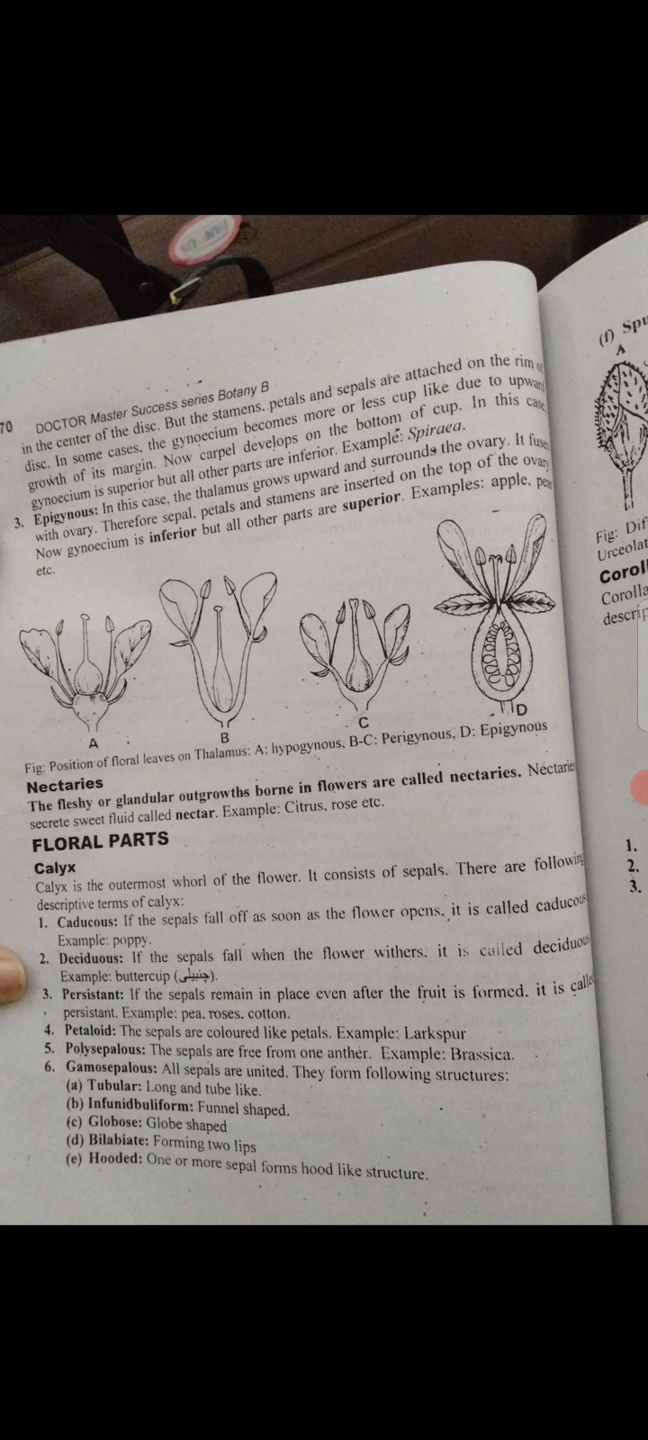 70 DOCTOR Master Success series Botany B
in the center of the disc. But the stamens, petals and sepals are attached on the rim
disc. In some cases, the gynoecium becomes more or less cup like due to upward
growth of its margin. Now carpel develops on the bottom of cup. In this case
gynoecium is superior but all other parts are inferior. Example: Spiraea.
3. Epigynous: In this case, the thalamus grows upward and surrounds the ovary. It fuse
with ovary. Therefore sepal, petals and stamens are inserted on the top of the ovary
Now gynoecium is inferior but all other parts are superior. Examples: apple, pea
etc.
A
B
C
D
Fig: Position of floral leaves on Thalamus: A: hypogynous, B-C: Perigynous, D: Epigynous
Nectaries
The fleshy or glandular outgrowths borne in flowers are called nectaries. Nectaries
secrete sweet fluid called nectar. Example: Citrus, rose etc.
FLORAL PARTS
Calyx
Calyx is the outermost whorl of the flower. It consists of sepals. There are following
descriptive terms of calyx:
1. Caducous: If the sepals fall off as soon as the flower opens, it is called caducous
Example: poppy.
2. Deciduous: If the sepals fall when the flower withers, it is called deciduous
Example: buttercup (چنبیلی).
3. Persistant: If the sepals remain in place even after the fruit is formed, it is calle
persistant. Example: pea, roses, cotton.
4. Petaloid: The sepals are coloured like petals. Example: Larkspur
5. Polysepalous: The sepals are free from one anther. Example: Brassica.
6. Gamosepalous: All sepals are united. They form following structures:
(a) Tubular: Long and tube like.
(b) Infunidbuliform: Funnel shaped.
(c) Globose: Globe shaped
(d) Bilabiate: Forming two lips
(e) Hooded: One or more sepal forms hood like structure.
(f) Spu
A
Fig: Dif
Urceolat
Coroll
Corolla
descrip
1.
2.
3.